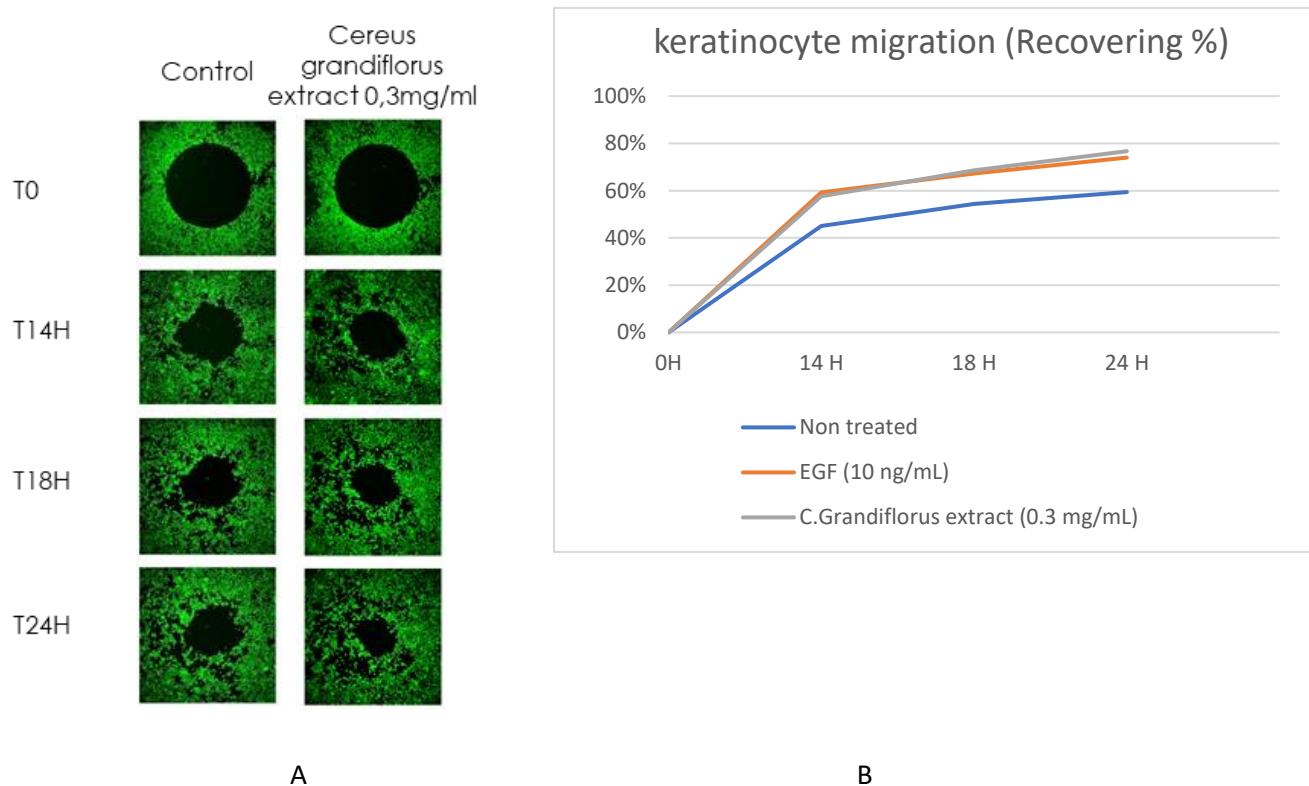 Control
Cereus
grandiflorus
extract 0,3mg/ml
T0
T14H
T18H
T24H
A
keratinocyte migration (Recovering %)
100%
80%
60%
40%
20%
0%
0H 14 H 18 H 24 H
Non treated
EGF (10 ng/mL)
C.Grandiflorus extract (0.3 mg/mL)
B